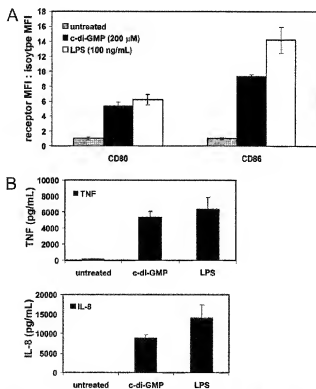 A
untreated
c-di-GMP (200 μM)
LPS (100 ng/mL)
receptor MFI : isoytpe MFI
16
14
12
10
8
6
4
2
0
CD80
CD86
B
TNF (pg/mL)
10000
8000
6000
4000
2000
0
TNF
untreated
c-di-GMP
LPS
IL-8 (pg/mL)
20000
15000
10000
5000
0
IL-8
untreated
c-di-GMP
LPS